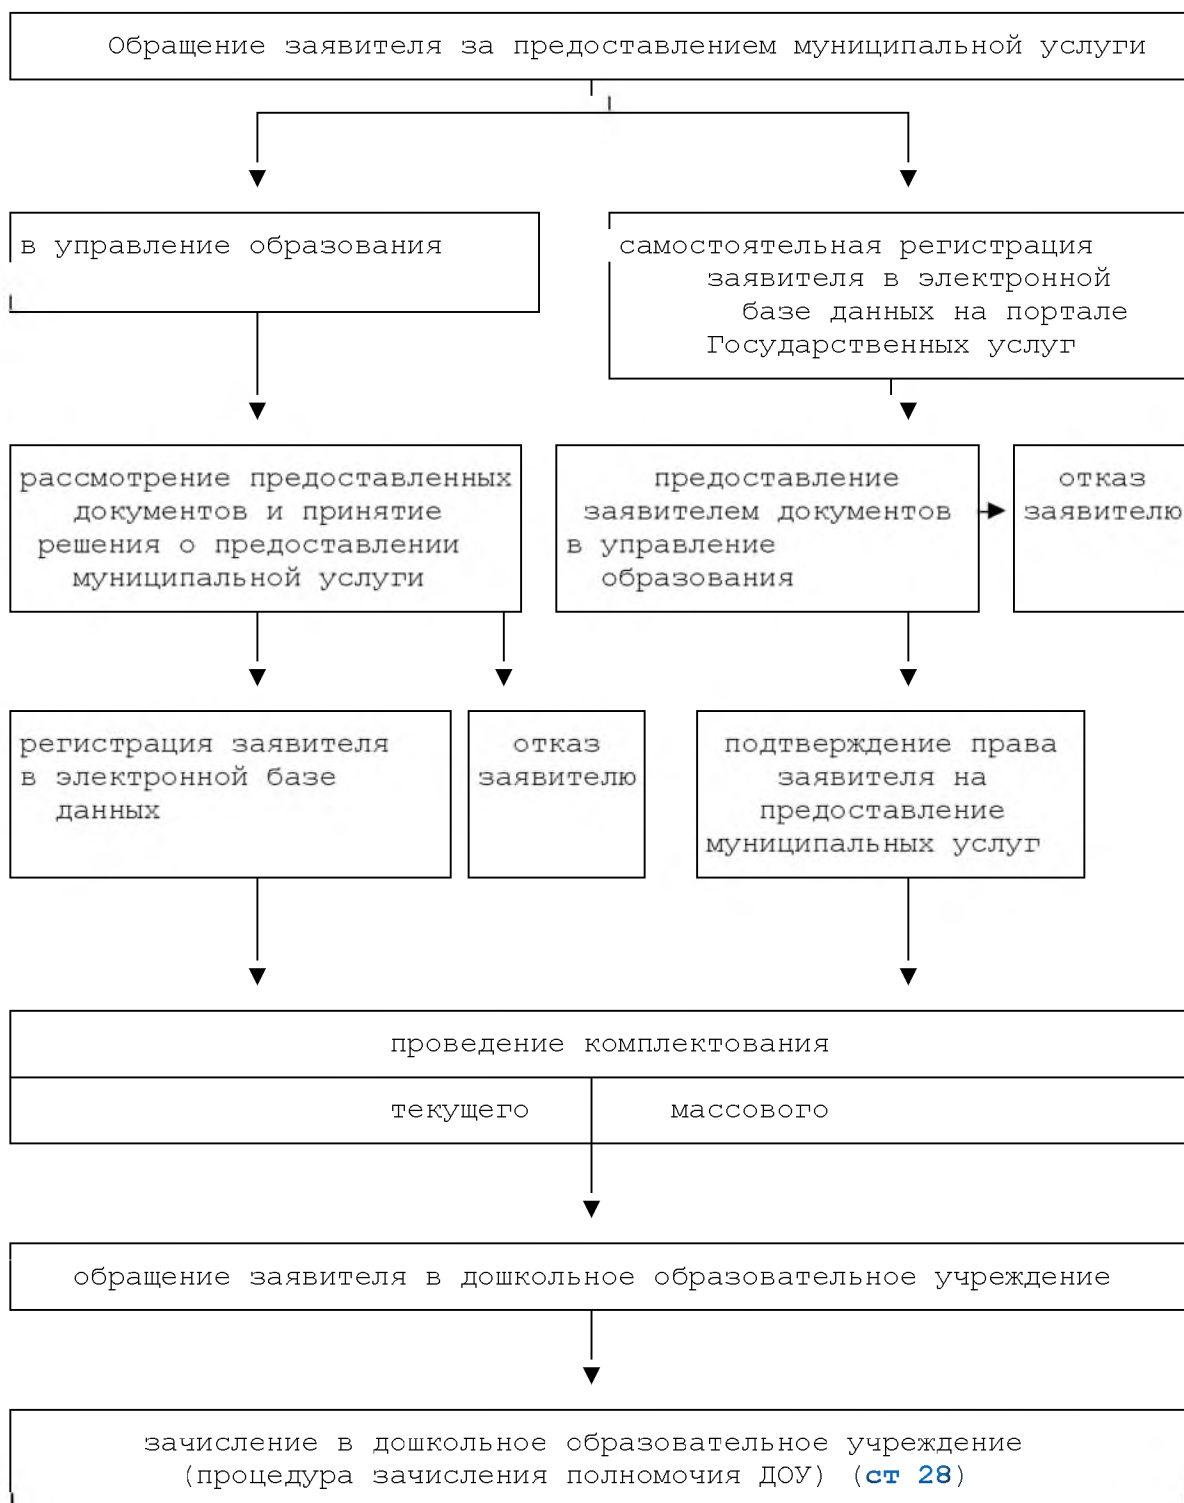 Обращение заявителя за предоставлением муниципальной услуги
в управление образования
самостоятельная регистрация
заявителя в электронной
базе данных на портале
Государственных услуг
рассмотрение предоставленных
документов и принятие
решения о предоставлении
муниципальной услуги
предоставление
заявителем документов
в управление
образования
отказ
заявителю
регистрация заявителя
в электронной базе
данных
отказ
заявителю
подтверждение права
заявителя на
предоставление
муниципальных услуг
проведение комплектования
текущего массового
обращение заявителя в дошкольное образовательное учреждение
зачисление в дошкольное образовательное учреждение
(процедура зачисления полномочия ДОУ) (ст 28)